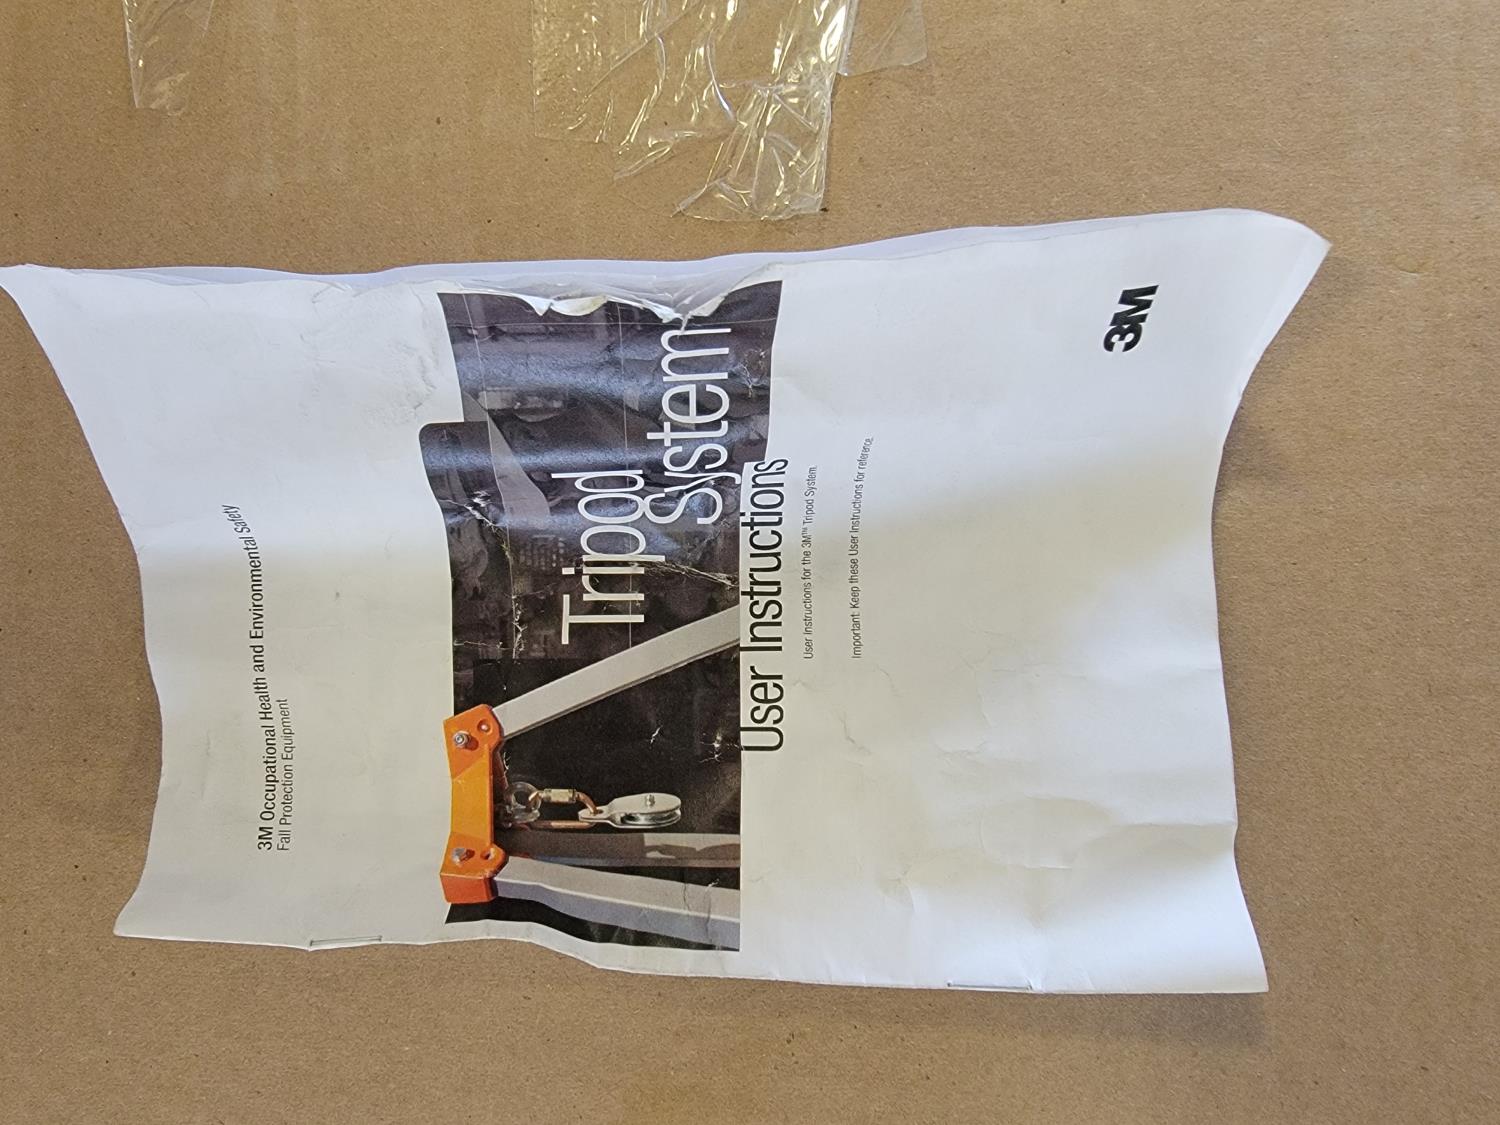 3M Occupational Health and Environmental Safety
Fall Protection Equipment
Tripod
System
User Instructions
User Instructions for the 3M™ Tripod System.
Important: Keep these User Instructions for reference.
3M